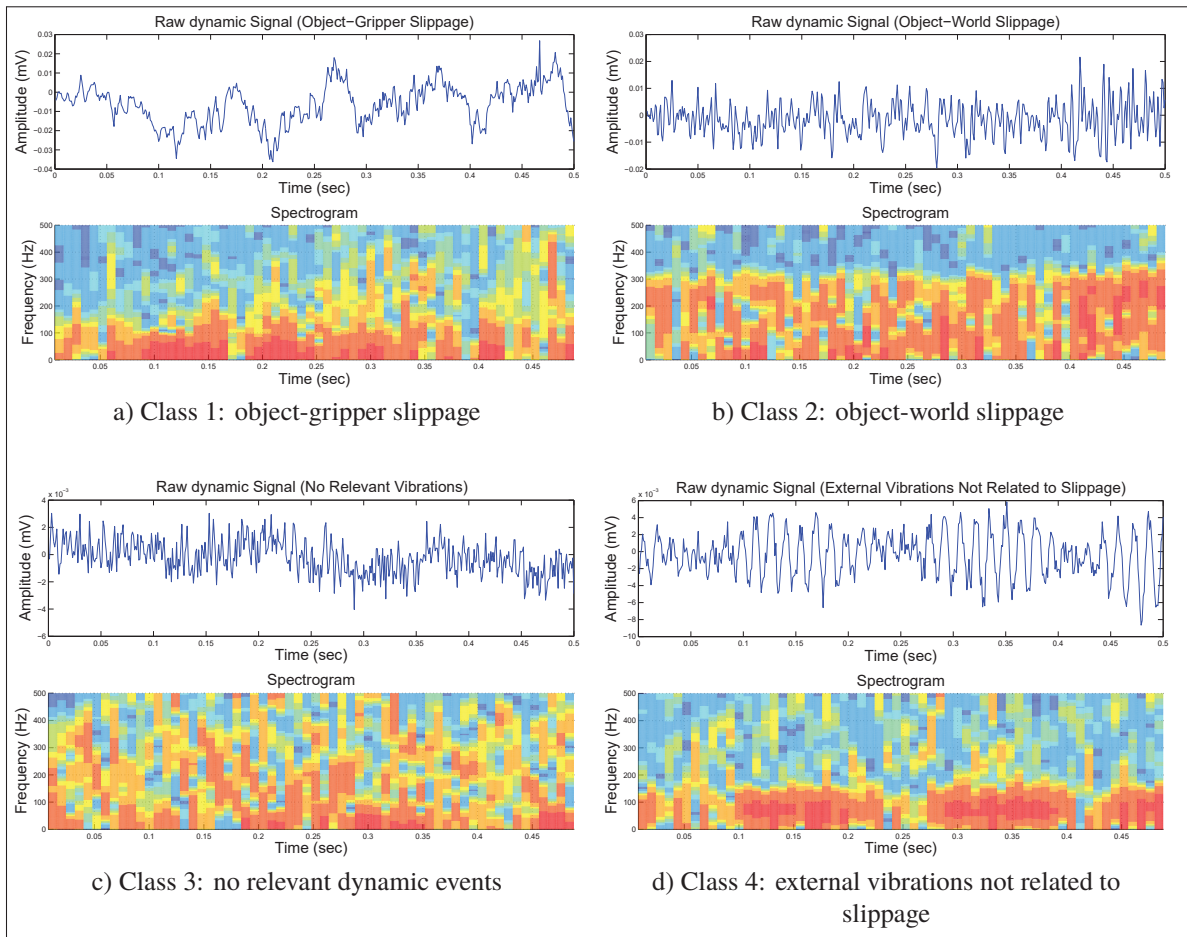 Raw dynamic Signal (Object−Gripper Slippage)
0.03
0.02
0.01
0
−0.01
−0.02
−0.03
−0.04
Amplitude (mV)
0 0.05 0.1 0.15 0.2 0.25 0.3 0.35 0.4 0.45 0.5
Time (sec)
Spectrogram
500
400
300
200
100
0
Frequency (Hz)
0.05 0.1 0.15 0.2 0.25 0.3 0.35 0.4 0.45
Time (sec)
a) Class 1: object-gripper slippage
Raw dynamic Signal (Object−World Slippage)
0.03
0.02
0.01
0
−0.01
−0.02
Amplitude (mV)
0 0.05 0.1 0.15 0.2 0.25 0.3 0.35 0.4 0.45 0.5
Time (sec)
Spectrogram
500
400
300
200
100
0
Frequency (Hz)
0.05 0.1 0.15 0.2 0.25 0.3 0.35 0.4 0.45
Time (sec)
b) Class 2: object-world slippage
x 10⁻³
Raw dynamic Signal (No Relevant Vibrations)
4
2
0
−2
−4
−6
Amplitude (mV)
0 0.05 0.1 0.15 0.2 0.25 0.3 0.35 0.4 0.45 0.5
Time (sec)
Spectrogram
500
400
300
200
100
0
Frequency (Hz)
0.05 0.1 0.15 0.2 0.25 0.3 0.35 0.4 0.45
Time (sec)
c) Class 3: no relevant dynamic events
x 10⁻³
Raw dynamic Signal (External Vibrations Not Related to Slippage)
6
4
2
0
−2
−4
−6
−8
−10
Amplitude (mV)
0 0.05 0.1 0.15 0.2 0.25 0.3 0.35 0.4 0.45 0.5
Time (sec)
Spectrogram
500
400
300
200
100
0
Frequency (Hz)
0.05 0.1 0.15 0.2 0.25 0.3 0.35 0.4 0.45
Time (sec)
d) Class 4: external vibrations not related to
slippage